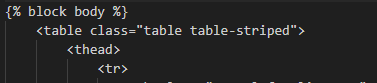 {% block body %}
<table class="table table-striped">
<thead>
<tr>